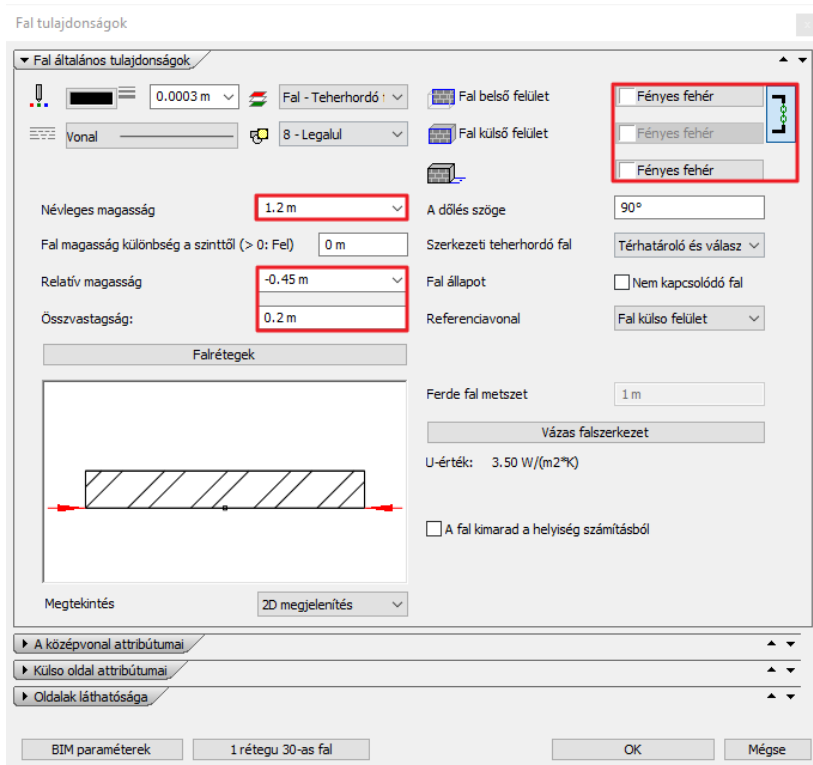 Fal tulajdonságok
x
Fal általános tulajdonságok
0.0003 m
Fal - Teherhordó
Fal belső felület
Fényes fehér
Vonal
8 - Legalul
Fal külső felület
Fényes fehér
Fényes fehér
Névleges magasság
1.2 m
A dőlés szöge
90°
Fal magasság különbség a szinttől (> 0: Fel)
0 m
Szerkezeti teherhordó fal
Térhatároló és válasz
Relatív magasság
-0.45 m
Fal állapot
Nem kapcsolódó fal
Összvastagság:
0.2 m
Referenciavonal
Fal külso felület
Falrétegek
Ferde fal metszet
1 m
Vázas falszerkezet
U-érték: 3.50 W/(m2*K)
A fal kimarad a helyiség számításból
Megtekintés
2D megjelenítés
A középvonal attribútumai
Külso oldal attribútumai
Oldalak láthatósága
BIM paraméterek
1 rétegu 30-as fal
OK
Mégse